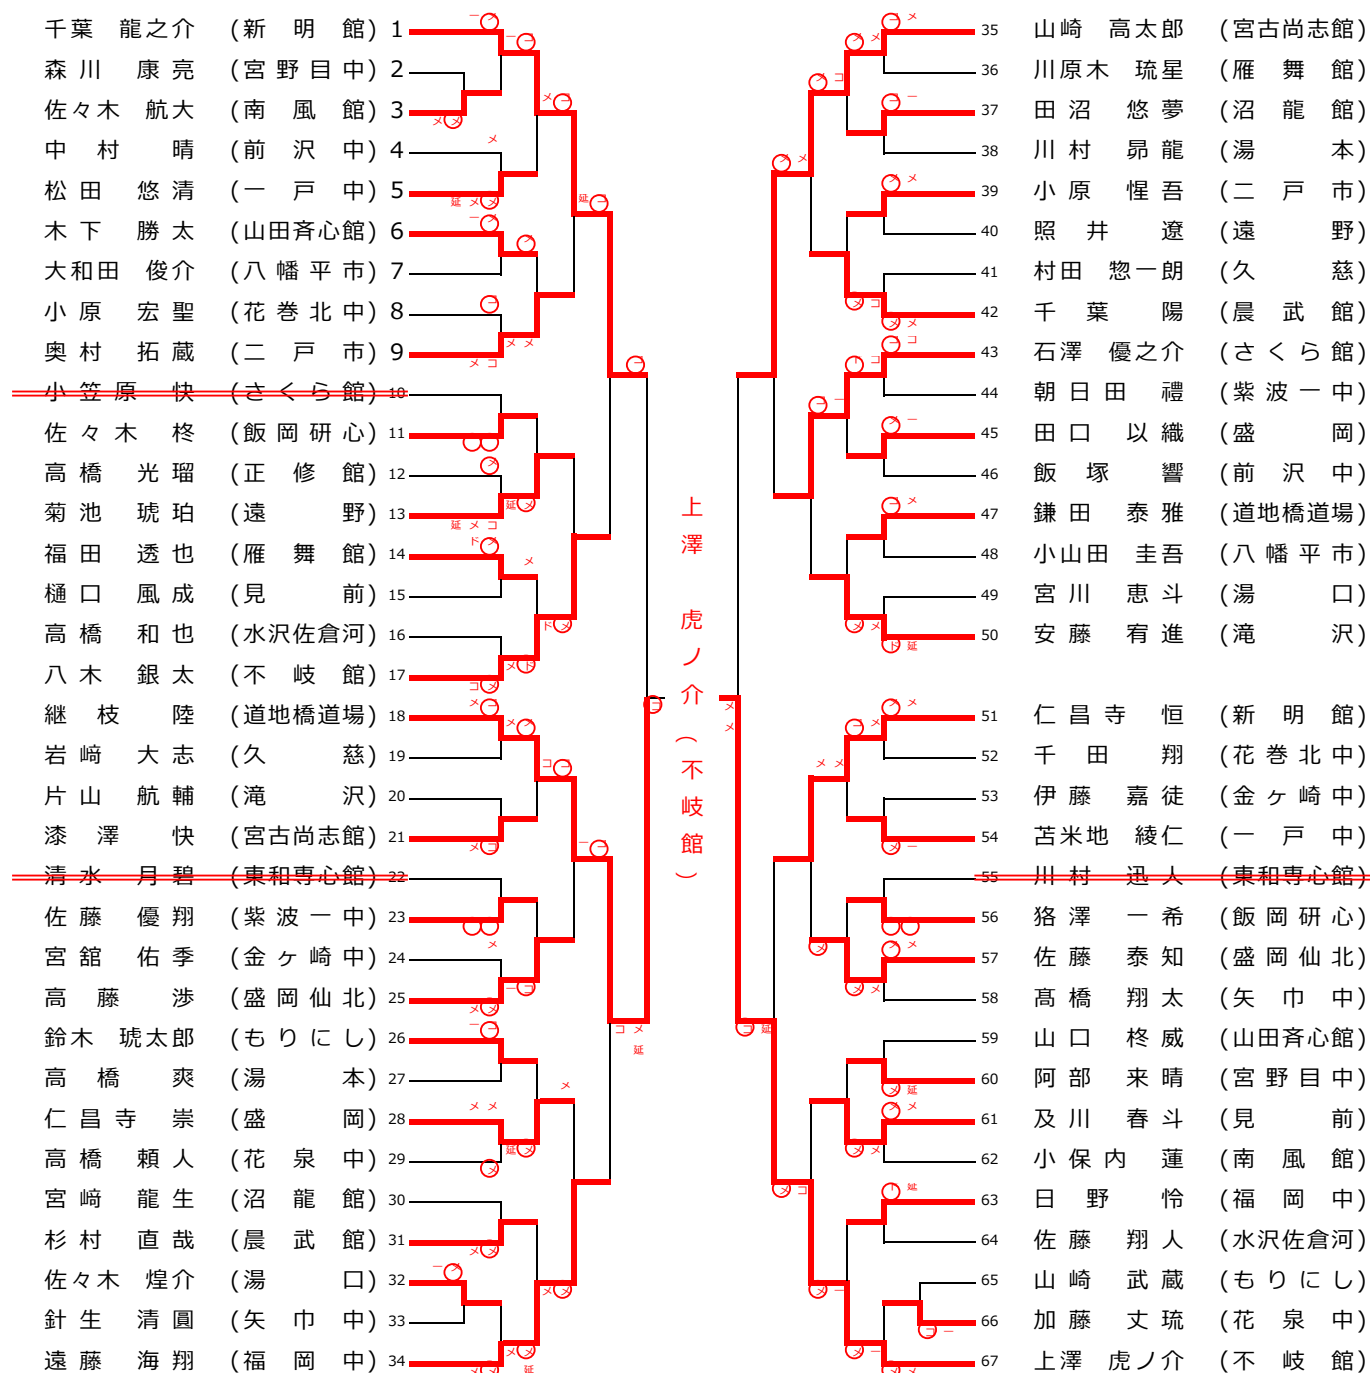 千葉 龍之介 (新明館) 1
森川 康亮 (宮野目中) 2
佐々木 航大 (南風館) 3
中村 晴 (前沢中) 4
松田 悠清 (一戸中) 5
木下 勝太 (山田斉心館) 6
大和田 俊介 (八幡平市) 7
小原 宏聖 (花巻北中) 8
奥村 拓蔵 (二戸市) 9
小笠原 快 (さくら館) 10
佐々木 柊 (飯岡研心) 11
高橋 光瑠 (正修館) 12
菊池 琥珀 (遠野) 13
福田 透也 (雁舞館) 14
樋口 風成 (見前) 15
高橋 和也 (水沢佐倉河) 16
八木 銀太 (不岐館) 17
継枝 陸 (道地橋道場) 18
岩﨑 大志 (久慈) 19
片山 航輔 (滝沢) 20
漆澤 快 (宮古尚志館) 21
清水 月碧 (東和専心館) 22
佐藤 優翔 (紫波一中) 23
宮舘 佑季 (金ヶ崎中) 24
高藤 渉 (盛岡仙北) 25
鈴木 琥太郎 (もりにし) 26
高橋 爽 (湯本) 27
仁昌寺 崇 (盛岡) 28
高橋 頼人 (花泉中) 29
宮﨑 龍生 (沼龍館) 30
杉村 直哉 (晨武館) 31
佐々木 煌介 (湯口) 32
針生 清圓 (矢巾中) 33
遠藤 海翔 (福岡中) 34
上澤 虎ノ介(不岐館)
35 山崎 高太郎 (宮古尚志館)
36 川原木 琉星 (雁舞館)
37 田沼 悠夢 (沼龍館)
38 川村 昴龍 (湯本)
39 小原 惺吾 (二戸市)
40 照井 遼 (遠野)
41 村田 惣一朗 (久慈)
42 千葉 陽 (晨武館)
43 石澤 優之介 (さくら館)
44 朝日田 禮 (紫波一中)
45 田口 以織 (盛岡)
46 飯塚 響 (前沢中)
47 鎌田 泰雅 (道地橋道場)
48 小山田 圭吾 (八幡平市)
49 宮川 恵斗 (湯口)
50 安藤 宥進 (滝沢)
51 仁昌寺 恒 (新明館)
52 千田 翔 (花巻北中)
53 伊藤 嘉徒 (金ヶ崎中)
54 苫米地 綾仁 (一戸中)
55 川村 迅人 (東和専心館)
56 狢澤 一希 (飯岡研心)
57 佐藤 泰知 (盛岡仙北)
58 髙橋 翔太 (矢巾中)
59 山口 柊威 (山田斉心館)
60 阿部 来晴 (宮野目中)
61 及川 春斗 (見前)
62 小保内 蓮 (南風館)
63 日野 怜 (福岡中)
64 佐藤 翔人 (水沢佐倉河)
65 山崎 武蔵 (もりにし)
66 加藤 丈琉 (花泉中)
67 上澤 虎ノ介 (不岐館)